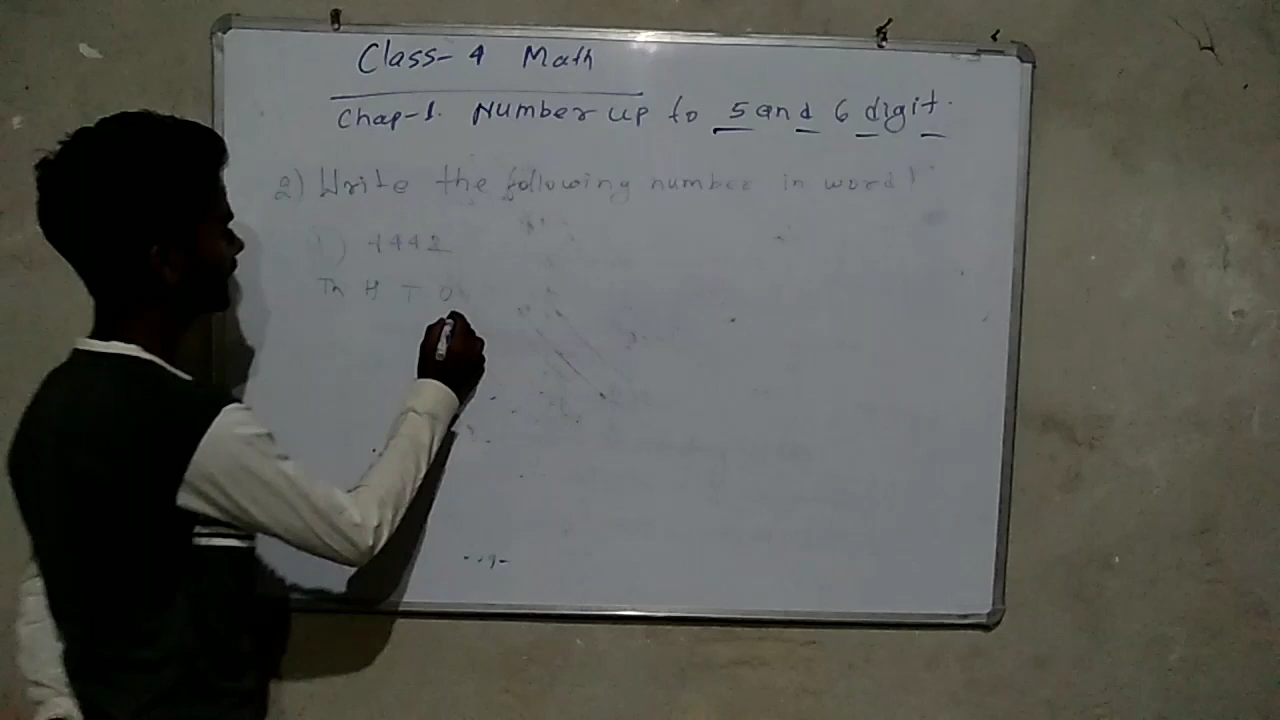 Class-4 Math
Chap-1. Number up to 5 and 6 digit.
2) Write the following number in word!
1) 4442
Th H T O